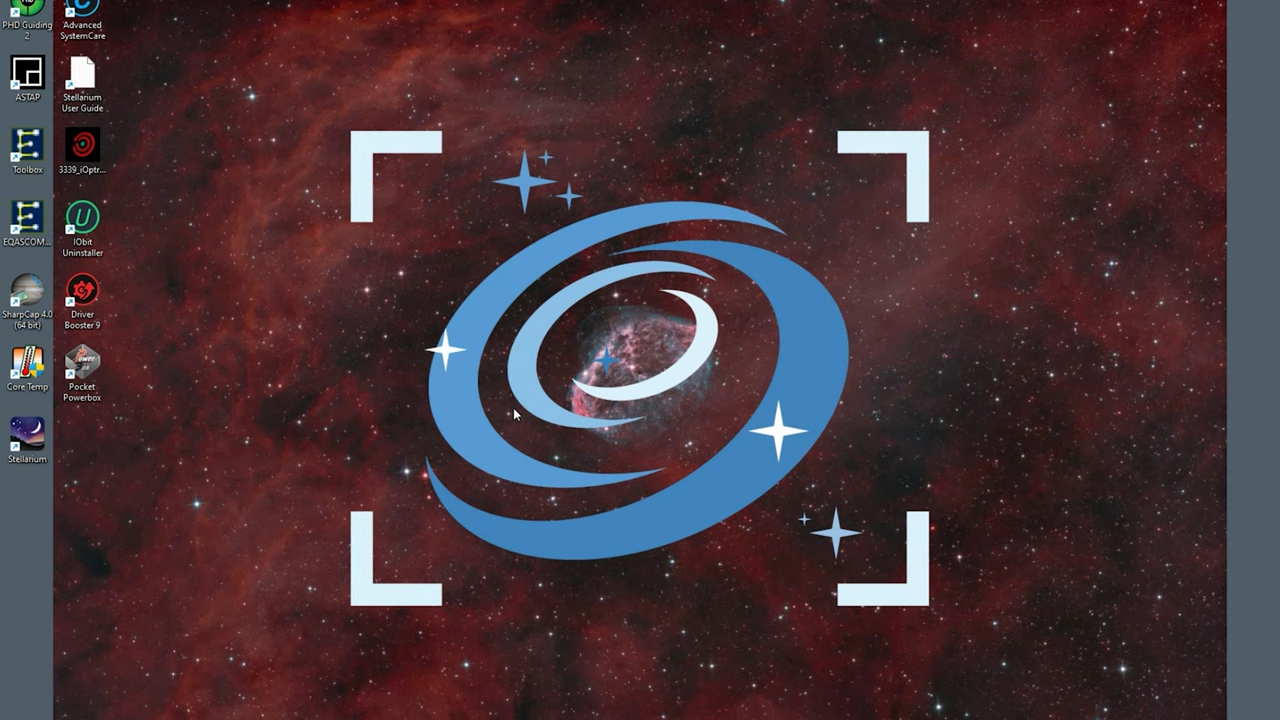 PHD Guiding
2
Advanced
SystemCare
ASTAP
Stellarium
User Guide
Toolbox
3339_iOptr...
EQASCOM...
IObit
Uninstaller
SharpCap 4.0
(64 bit)
Driver
Booster 9
Core Temp
Pocket
Powerbox
Stellarium